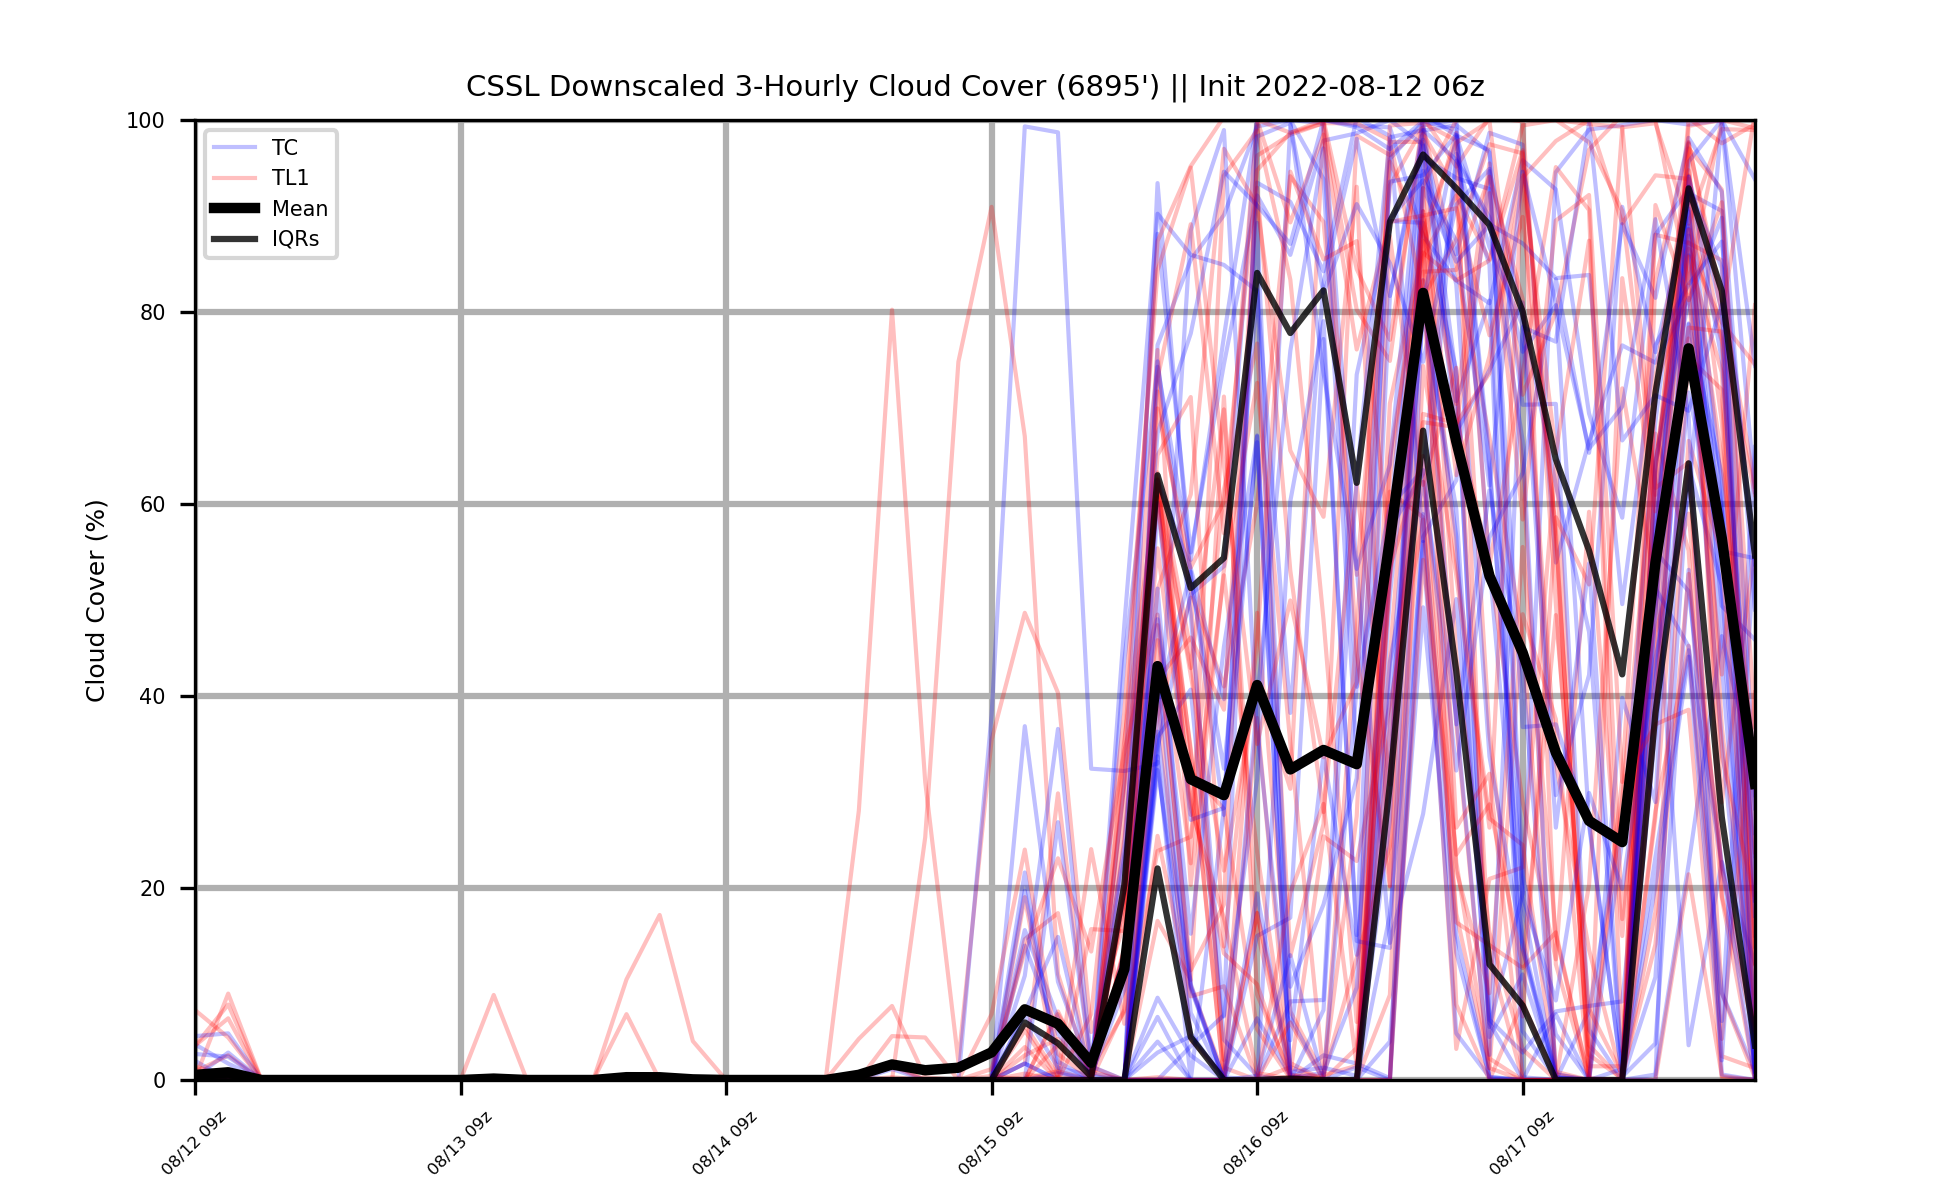 CSSL Downscaled 3-Hourly Cloud Cover (6895') || Init 2022-08-12 06z
Cloud Cover (%)
100
80
60
40
20
0
TC
TL1
Mean
IQRs
08/12 09z
08/13 09z
08/14 09z
08/15 09z
08/16 09z
08/17 09z